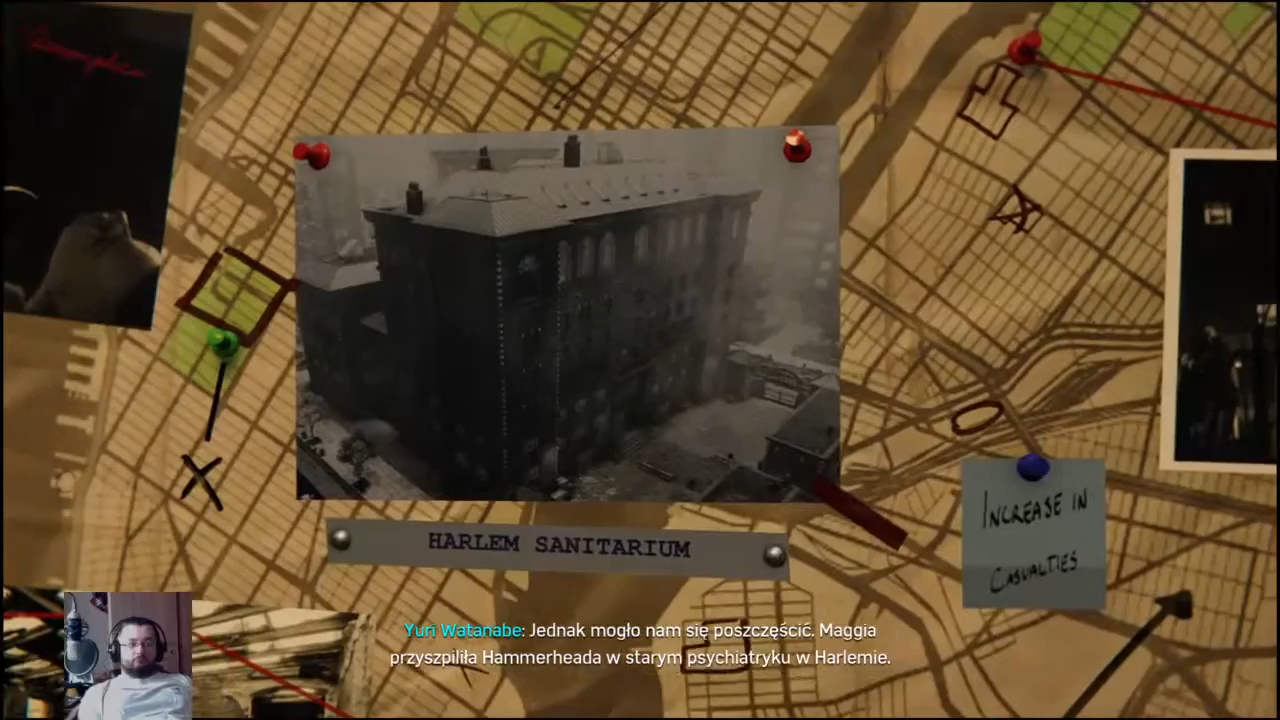 HARLEM SANITARIUM
INCREASE IN
CASUALTIES
Yuri Watanabe: Jednak mogło nam się poszczęścić. Maggia
przyszpiliła Hammerheada w starym psychiatryku w Harlemie.